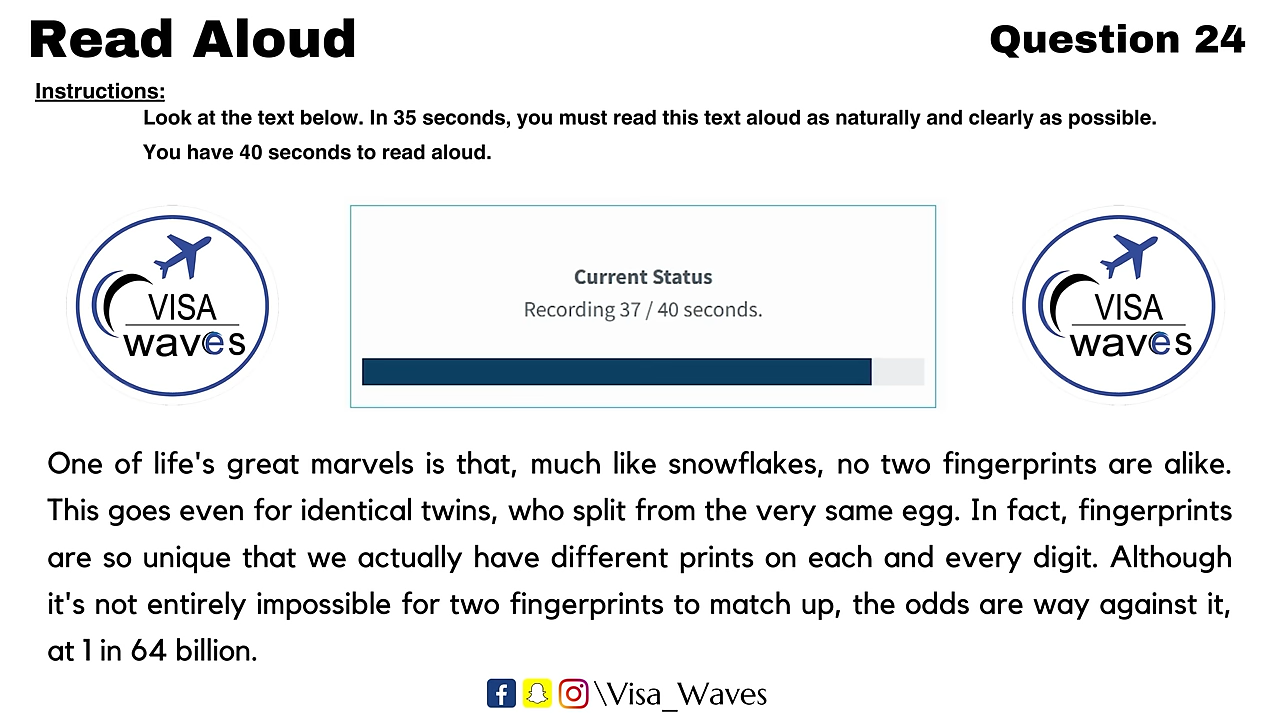 Read Aloud
Question 24
Instructions:
Look at the text below. In 35 seconds, you must read this text aloud as naturally and clearly as possible.
You have 40 seconds to read aloud.
VISA
waves
Current Status
Recording 37 / 40 seconds.
VISA
waves
One of life's great marvels is that, much like snowflakes, no two fingerprints are alike.
This goes even for identical twins, who split from the very same egg. In fact, fingerprints
are so unique that we actually have different prints on each and every digit. Although
it's not entirely impossible for two fingerprints to match up, the odds are way against it,
at 1 in 64 billion.
\Visa_Waves